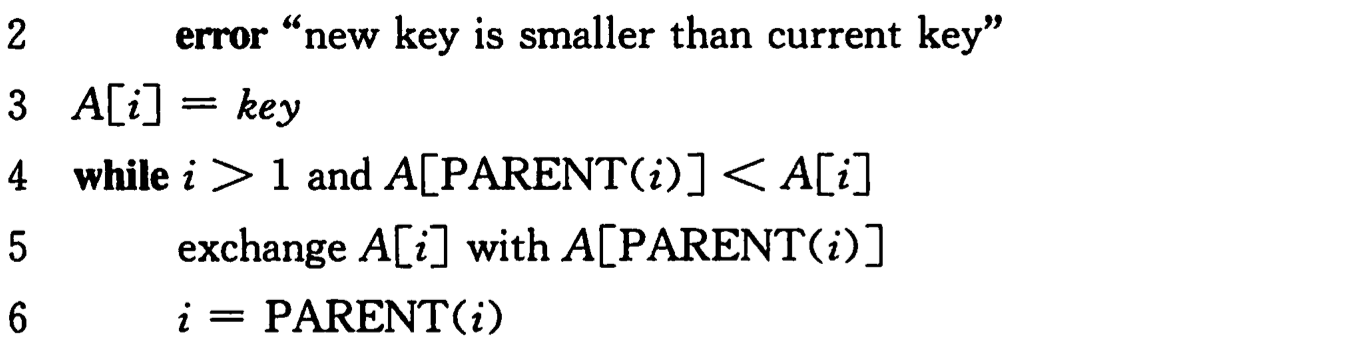 2 error “new key is smaller than current key”
3 A[i] = key
4 while i > 1 and A[PARENT(i)] < A[i]
5 exchange A[i] with A[PARENT(i)]
6 i = PARENT(i)